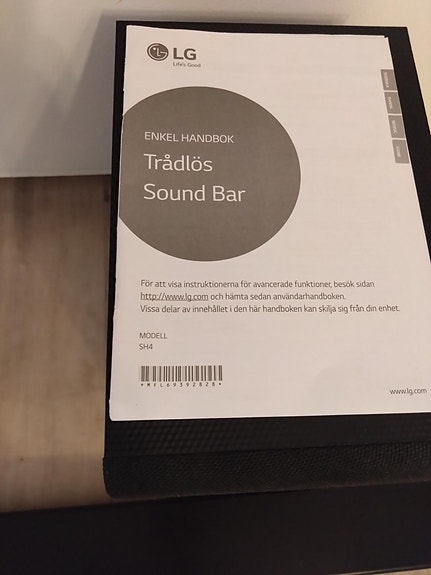 LG
Life's Good
ENKEL HANDBOK
Trådlös
Sound Bar
För att visa instruktionerna för avancerade funktioner, besök sidan
http://www.lg.com och hämta sedan användarhandboken.
Vissa delar av innehållet i den här handboken kan skilja sig från din enhet.
MODELL
SH4
*MFL69392828*
www.lg.com